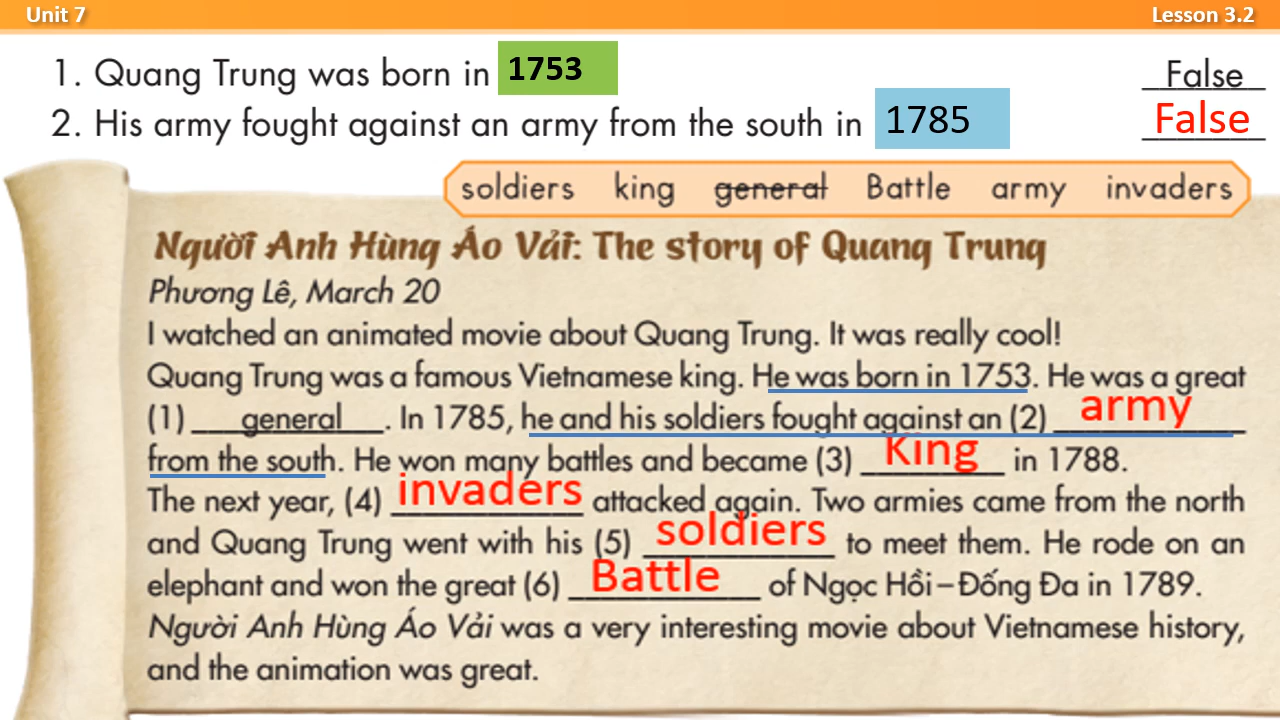 Unit 7 Lesson 3.2
1. Quang Trung was born in 1753 False
2. His army fought against an army from the south in 1785 False
soldiers king general Battle army invaders
Người Anh Hùng Áo Vải: The story of Quang Trung
Phương Lê, March 20
I watched an animated movie about Quang Trung. It was really cool!
Quang Trung was a famous Vietnamese king. He was born in 1753. He was a great
(1) ___general___. In 1785, he and his soldiers fought against an (2) army
from the south. He won many battles and became (3) King in 1788.
The next year, (4) invaders attacked again. Two armies came from the north
and Quang Trung went with his (5) soldiers to meet them. He rode on an
elephant and won the great (6) Battle of Ngọc Hồi – Đống Đa in 1789.
Người Anh Hùng Áo Vải was a very interesting movie about Vietnamese history,
and the animation was great.